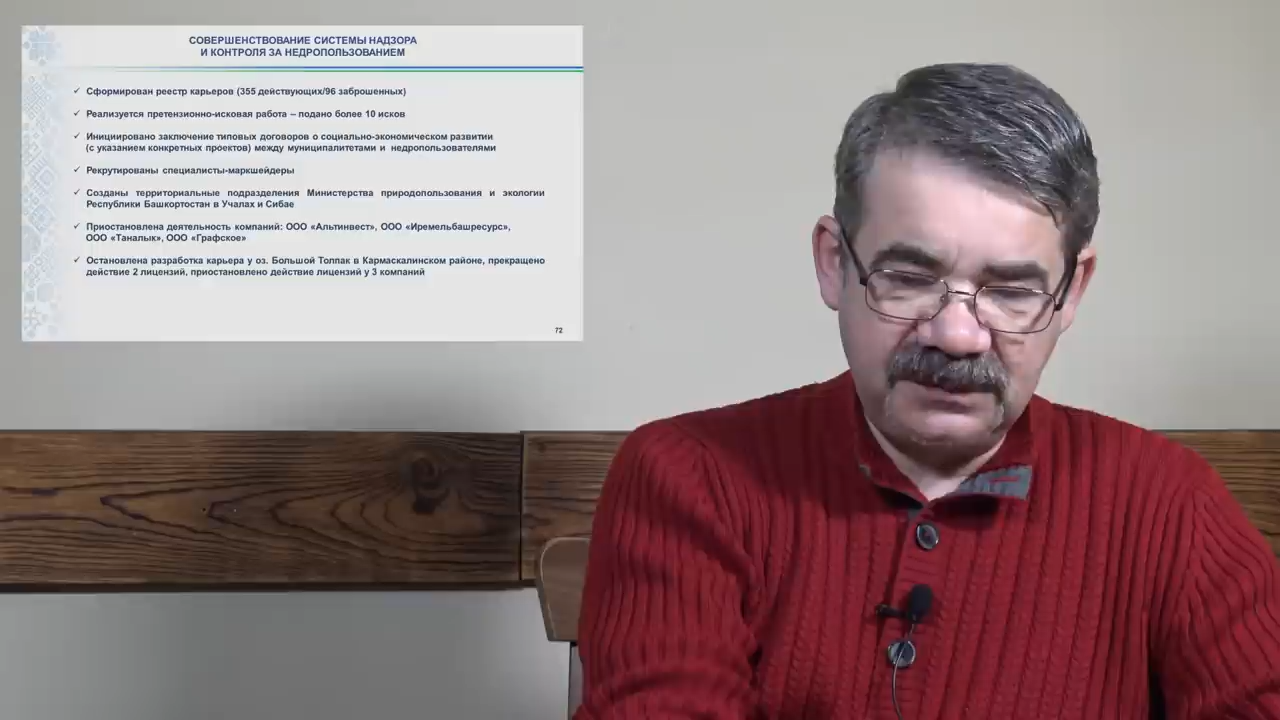 СОВЕРШЕНСТВОВАНИЕ СИСТЕМЫ НАДЗОРА
И КОНТРОЛЯ ЗА НЕДРОПОЛЬЗОВАНИЕМ
✓ Сформирован реестр карьеров (355 действующих/96 заброшенных)
✓ Реализуется претензионно-исковая работа – подано более 10 исков
✓ Инициировано заключение типовых договоров о социально-экономическом развитии
(с указанием конкретных проектов) между муниципалитетами и недропользователями
✓ Рекрутированы специалисты-маркшейдеры
✓ Созданы территориальные подразделения Министерства природопользования и экологии
Республики Башкортостан в Учалах и Сибае
✓ Приостановлена деятельность компаний: ООО «Альтинвест», ООО «Иремельбашресурс»,
ООО «Таналык», ООО «Графское»
✓ Остановлена разработка карьера у оз. Большой Толпак в Кармаскалинском районе, прекращено
действие 2 лицензий, приостановлено действие лицензий у 3 компаний
72